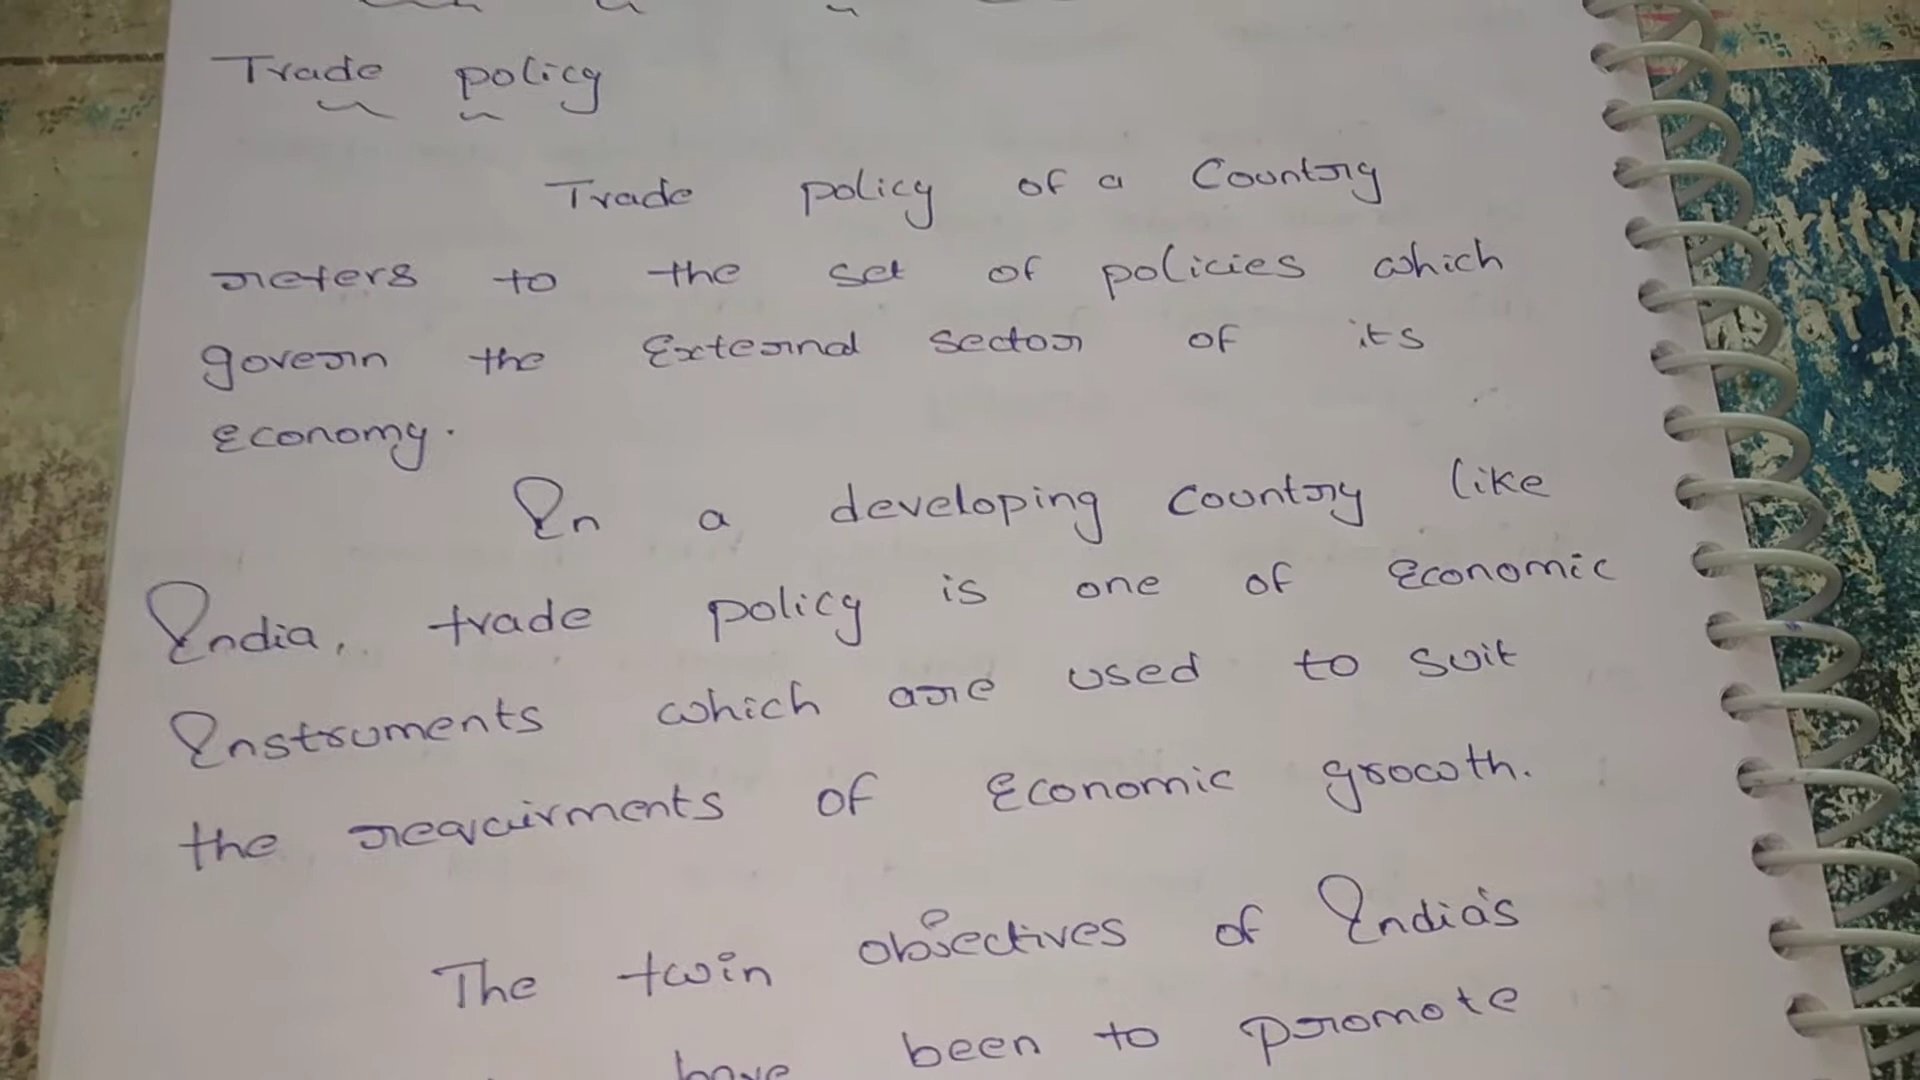 Trade policy
Trade policy of a Country
refers to the set of policies which
govern the External sector of its
Economy.
In a developing country like
India, trade policy is one of Economic
Instruments which are used to suit
the requirments of Economic growth.
The twin objectives of India's
have been to promote